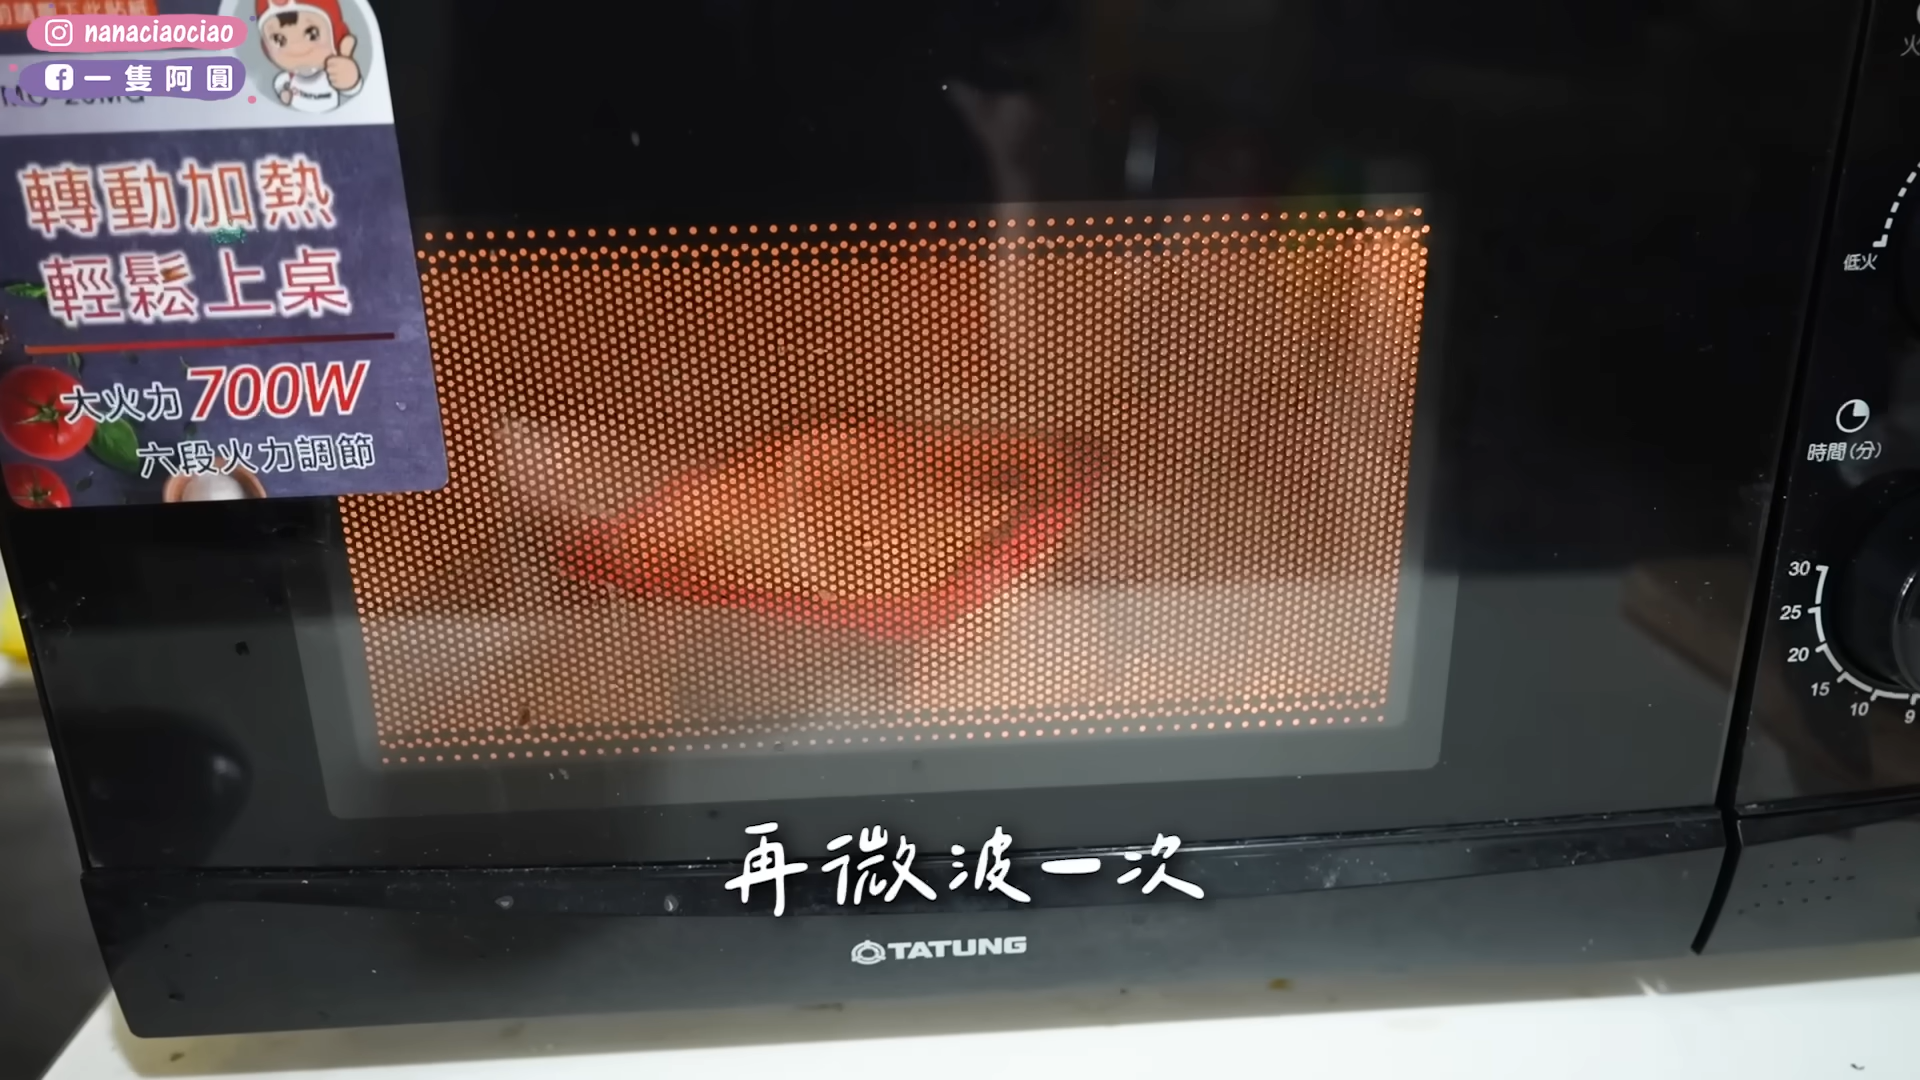 nanaciaociao
一隻阿圓
TATUNG
轉動加熱
輕鬆上桌
大火力700W
六段火力調節
低火
時間(分)
30
25
20
15
10
9
再微波一次
TATUNG